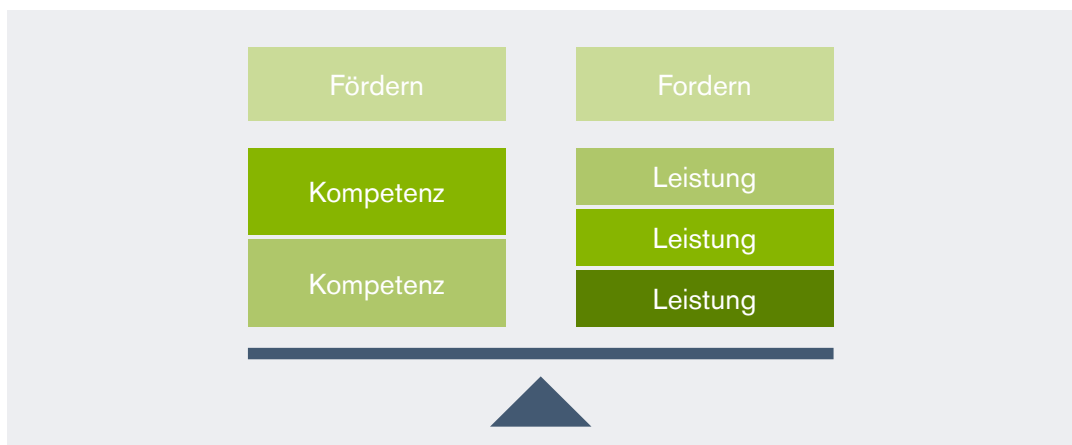 Fördern
Fordern
Kompetenz
Kompetenz
Leistung
Leistung
Leistung